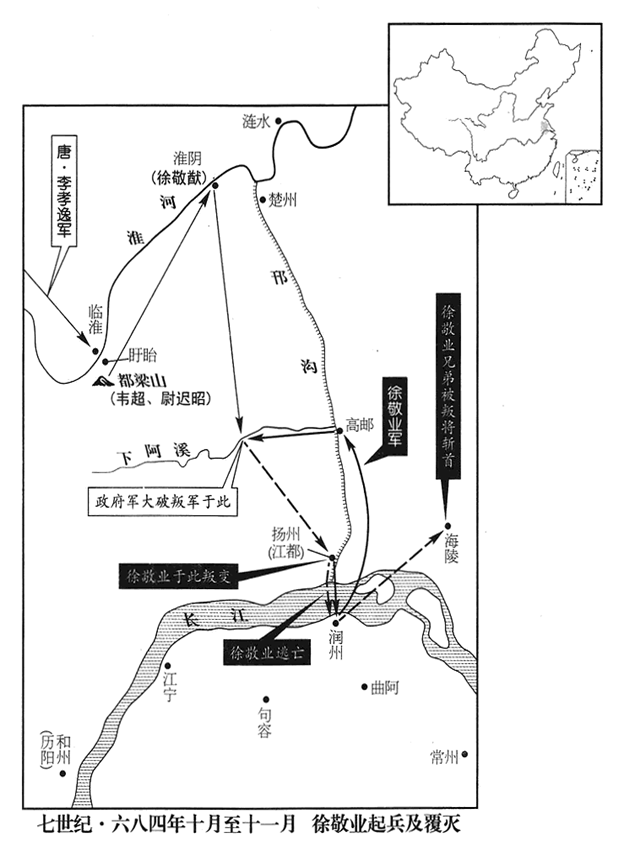 涟水
淮阴
(徐敬猷)
楚州
唐·李孝逸军
淮河
邗沟
临淮
盱眙
都梁山
(韦超、尉迟昭)
徐敬业兄弟被叛将斩首
徐敬业军
高邮
下阿溪
政府军大破叛军于此
扬州
(江都)
海陵
徐敬业于此叛变
长江
徐敬业逃亡
润州
江宁
句容
曲阿
常州
和州
(历阳)
七世纪·六八四年十月至十一月 徐敬业起兵及覆灭